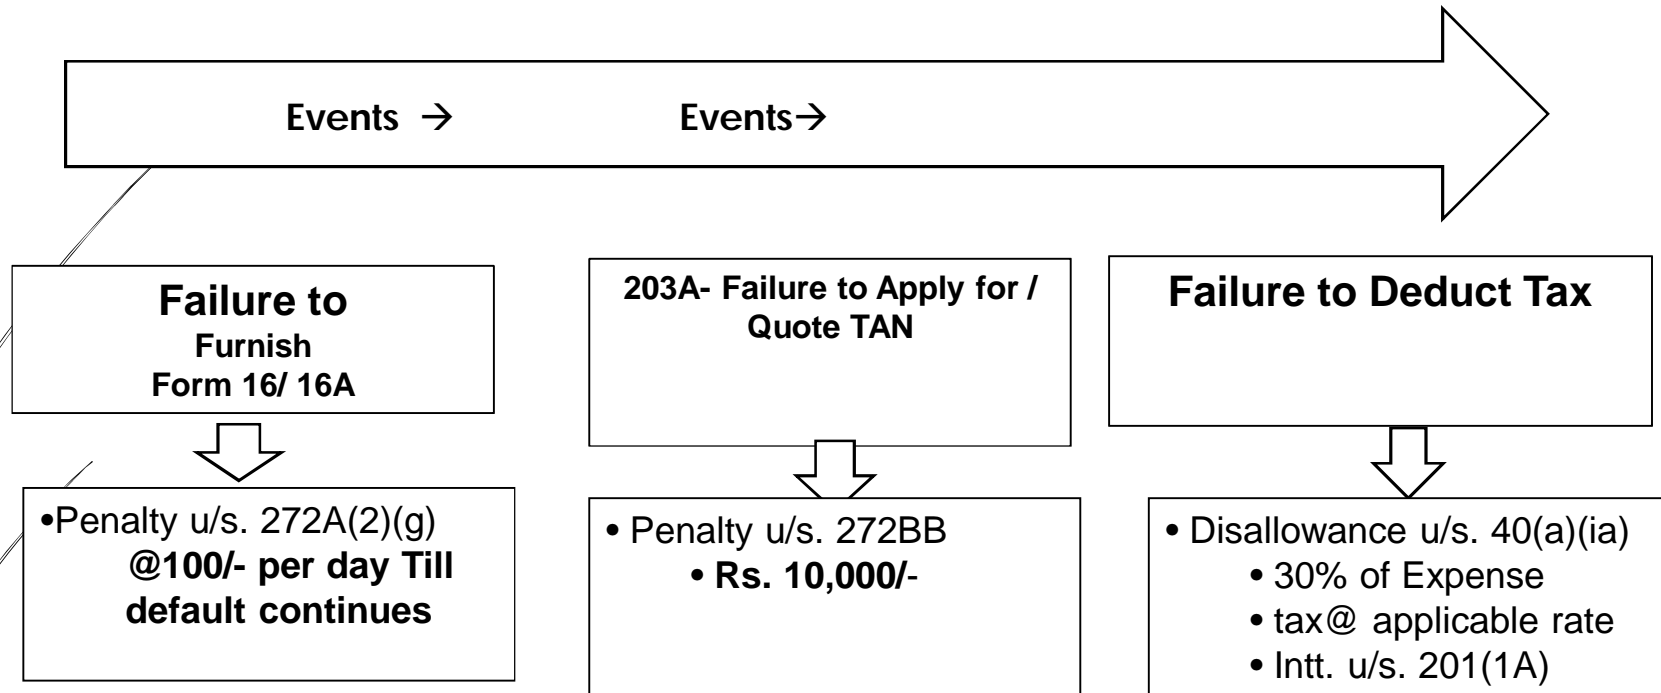 Events → Events→
Failure to
Furnish
Form 16/ 16A
203A- Failure to Apply for /
Quote TAN
Failure to Deduct Tax
•Penalty u/s. 272A(2)(g)
@100/- per day Till
default continues
• Penalty u/s. 272BB
• Rs. 10,000/-
• Disallowance u/s. 40(a)(ia)
• 30% of Expense
• tax@ applicable rate
• Intt. u/s. 201(1A)